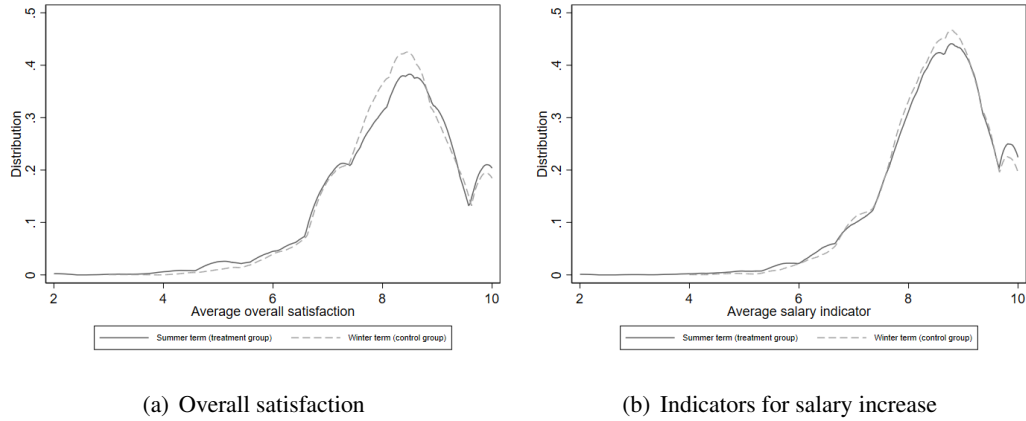 .5
.4
.3
.2
.1
0
Distribution
2 4 6 8 10
Average overall satisfaction
Summer term (treatment group) Winter term (control group)
(a) Overall satisfaction
.5
.4
.3
.2
.1
0
Distribution
2 4 6 8 10
Average salary indicator
Summer term (treatment group) Winter term (control group)
(b) Indicators for salary increase